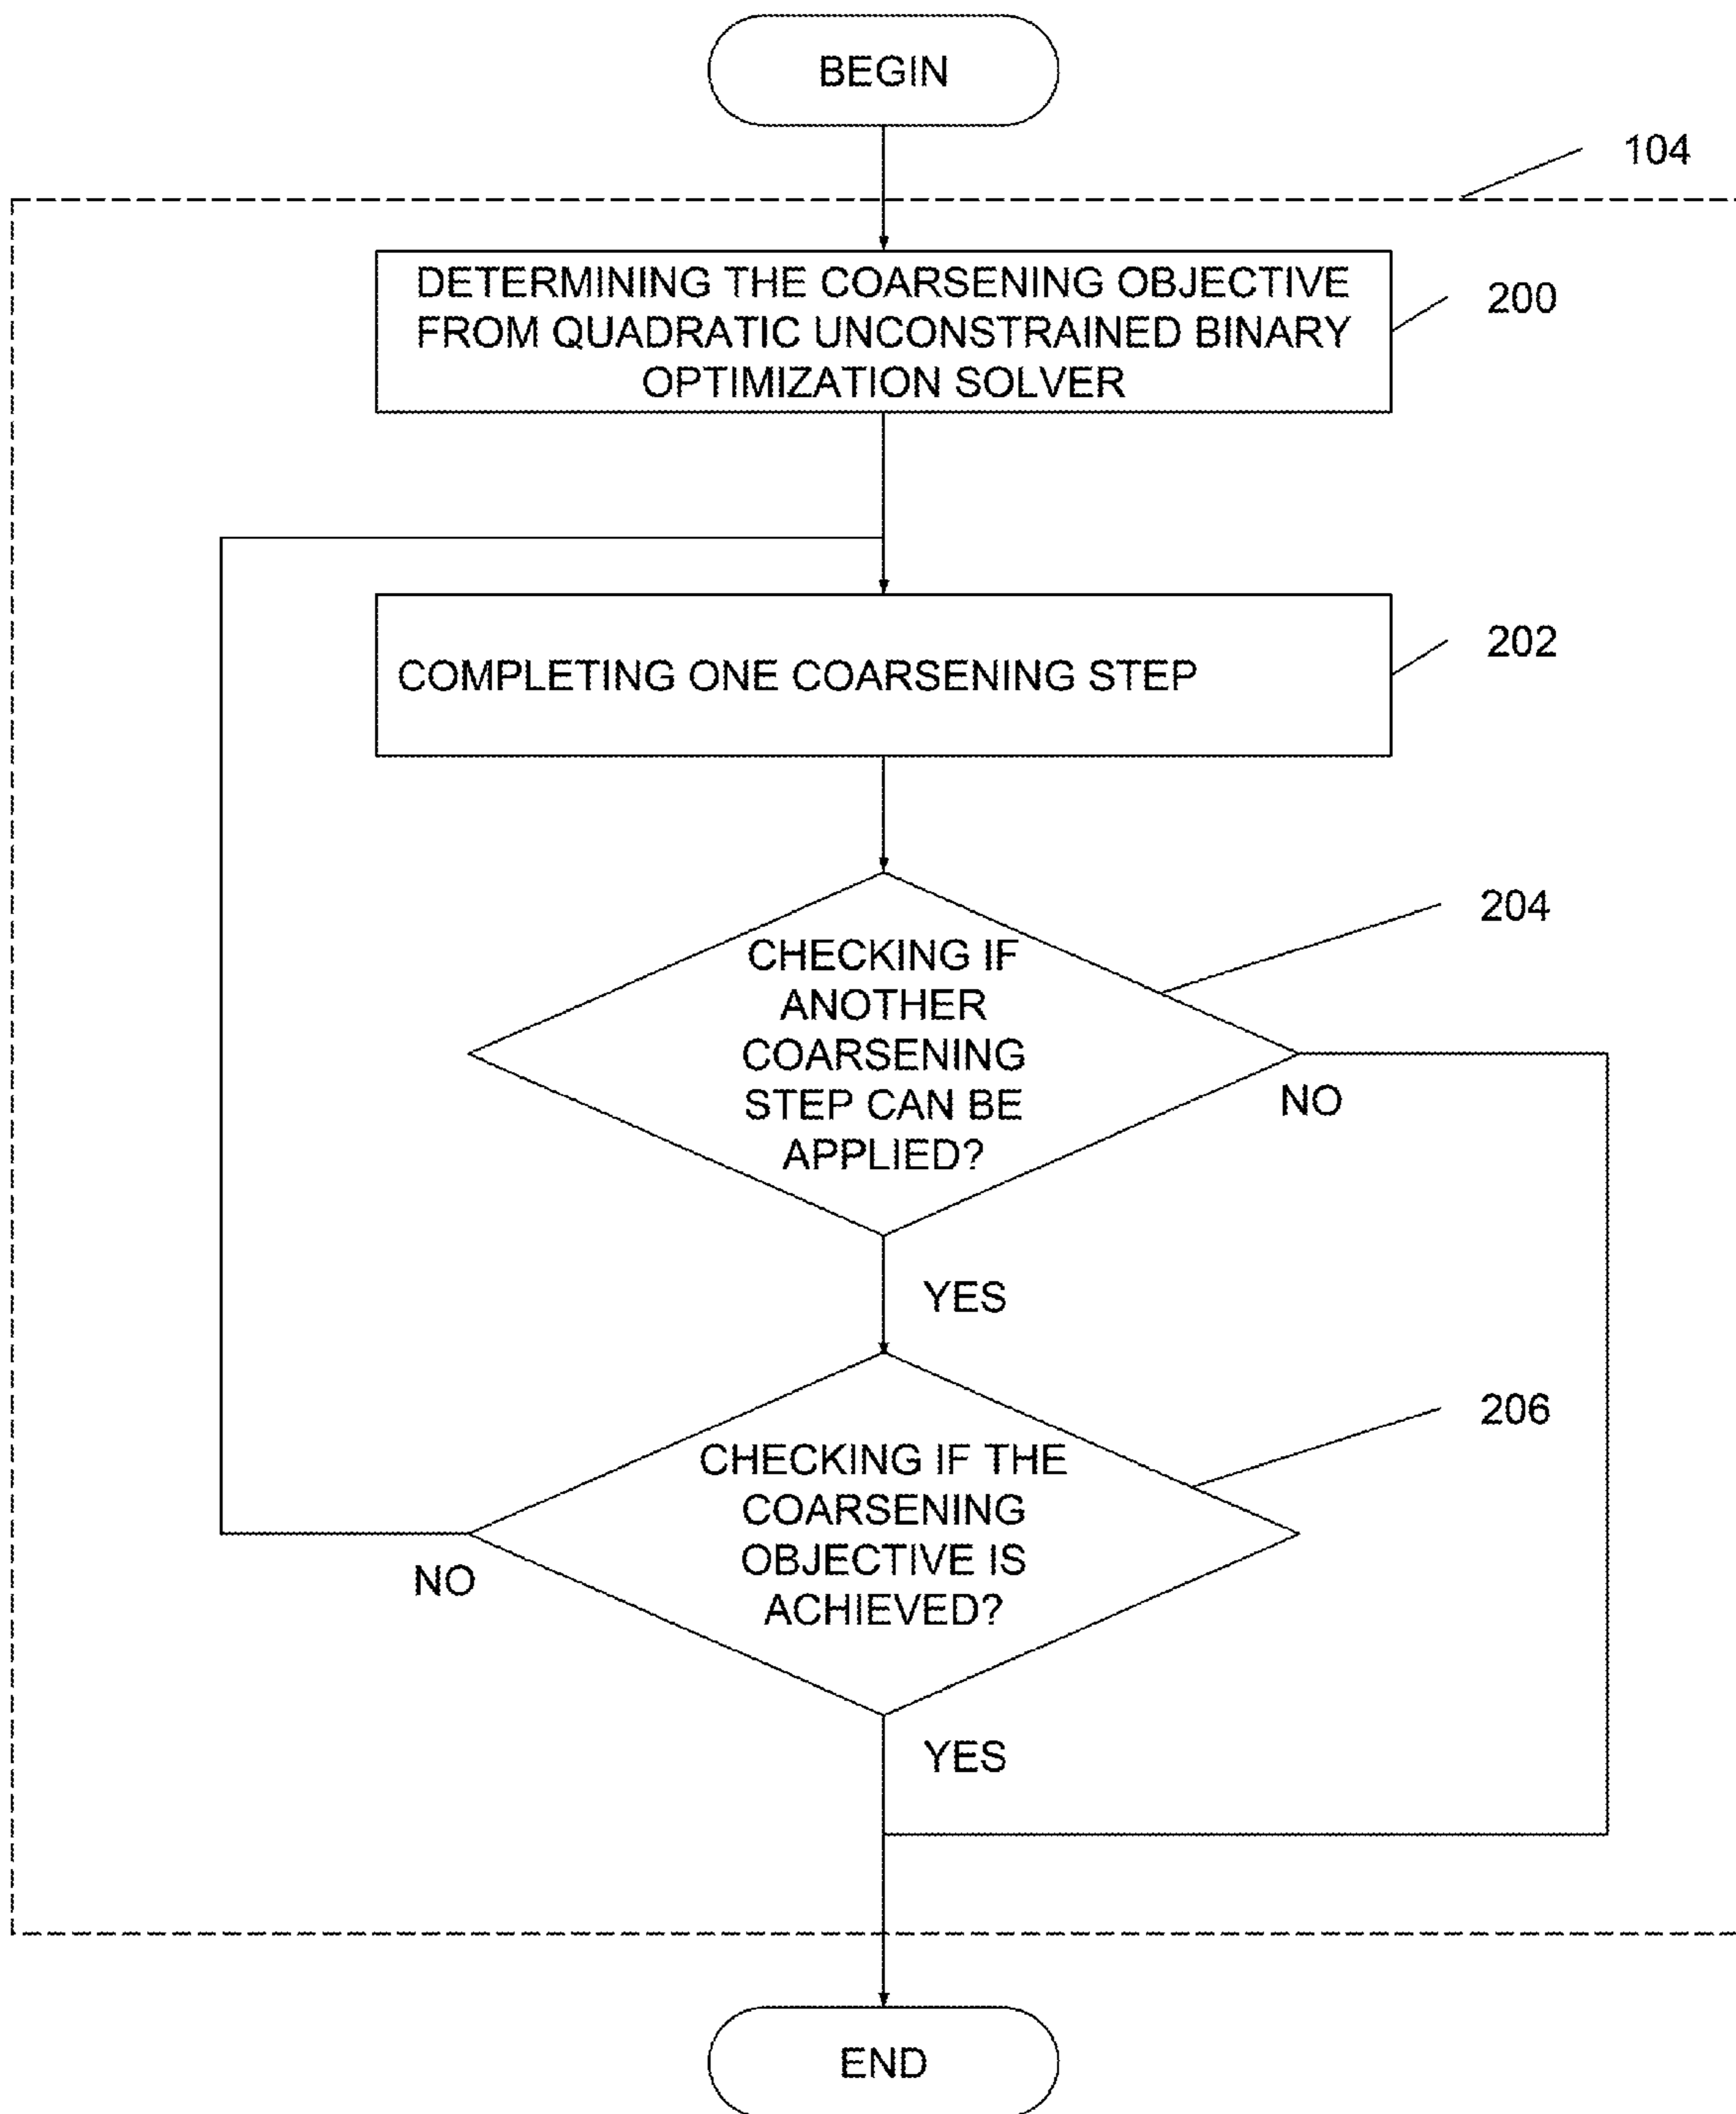 BEGIN
104
DETERMINING THE COARSENING OBJECTIVE
FROM QUADRATIC UNCONSTRAINED BINARY
OPTIMIZATION SOLVER
200
COMPLETING ONE COARSENING STEP
202
204
CHECKING IF
ANOTHER
COARSENING
STEP CAN BE
APPLIED?
NO
YES
206
CHECKING IF THE
COARSENING
OBJECTIVE IS
ACHIEVED?
NO
YES
END